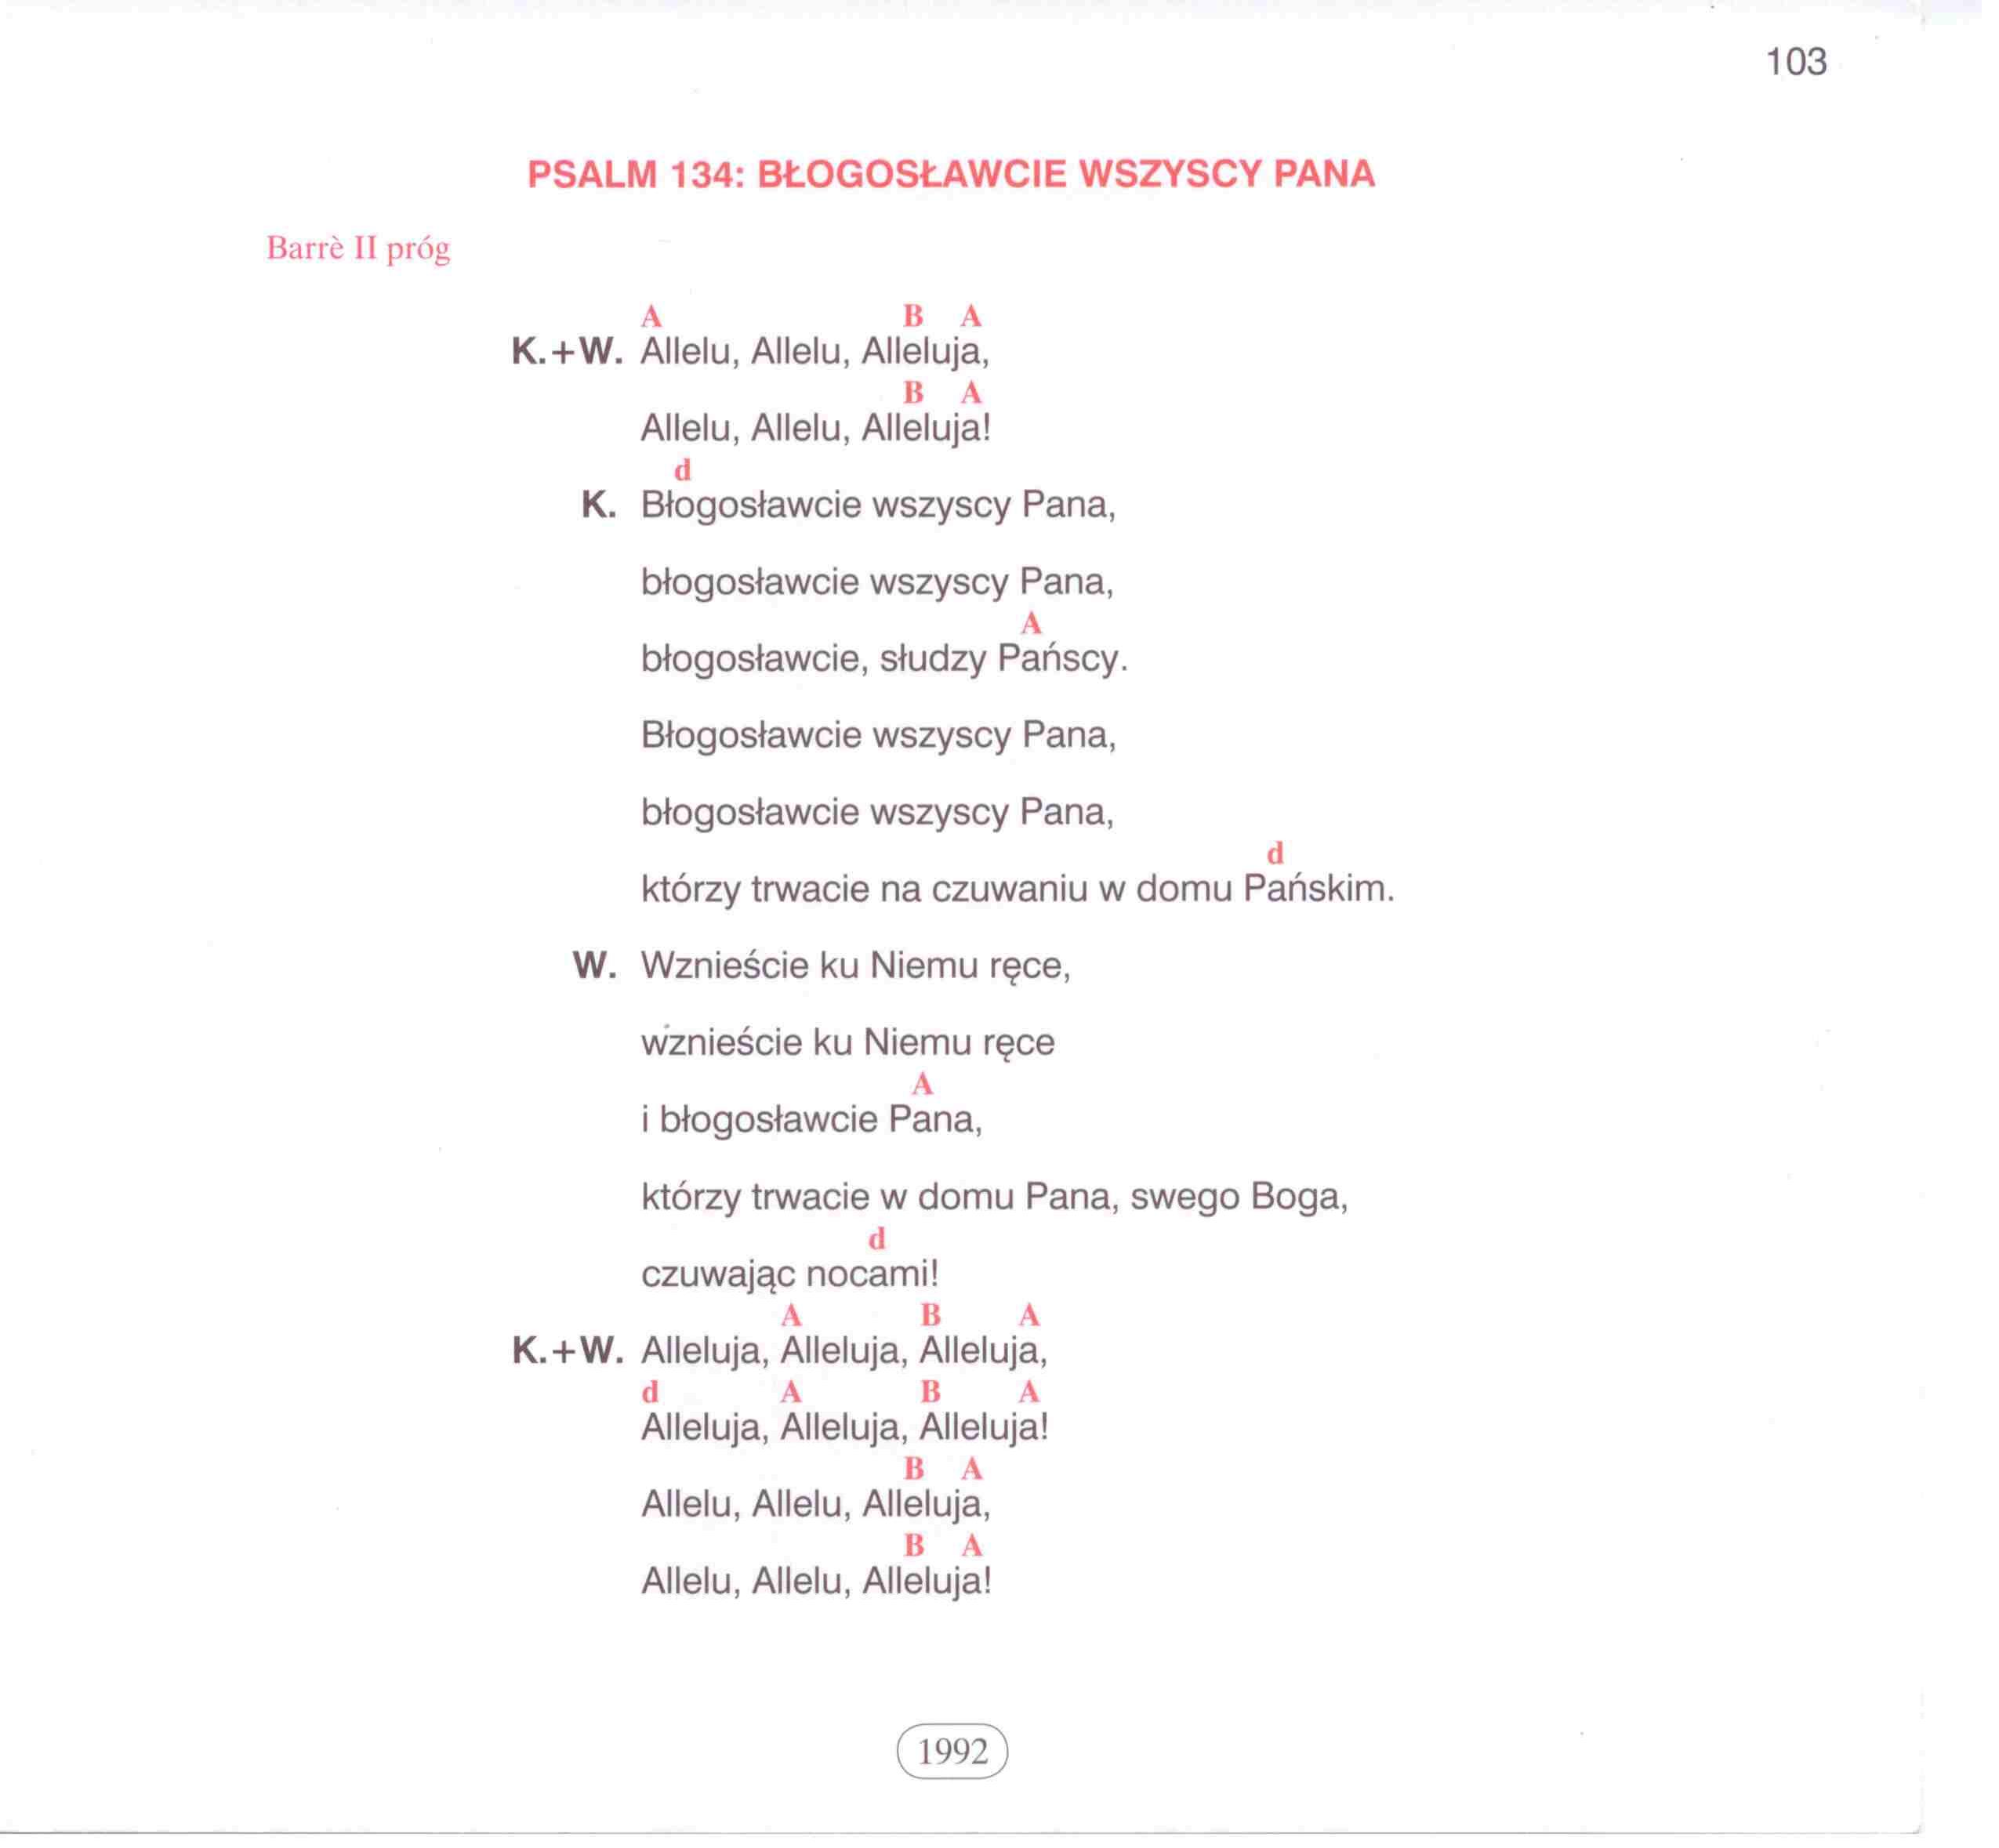 103
PSALM 134: BŁOGOSŁAWCIE WSZYSCY PANA
Barrè II próg
A B A
K.+W. Allelu, Allelu, Alleluja,
B A
Allelu, Allelu, Alleluja!
d
K. Błogosławcie wszyscy Pana,
błogosławcie wszyscy Pana,
A
błogosławcie, słudzy Pańscy.
Błogosławcie wszyscy Pana,
błogosławcie wszyscy Pana,
d
którzy trwacie na czuwaniu w domu Pańskim.
W. Wznieście ku Niemu ręce,
wznieście ku Niemu ręce
A
i błogosławcie Pana,
którzy trwacie w domu Pana, swego Boga,
d
czuwając nocami!
A B A
K.+W. Alleluja, Alleluja, Alleluja,
d A B A
Alleluja, Alleluja, Alleluja!
B A
Allelu, Allelu, Alleluja,
B A
Allelu, Allelu, Alleluja!
1992